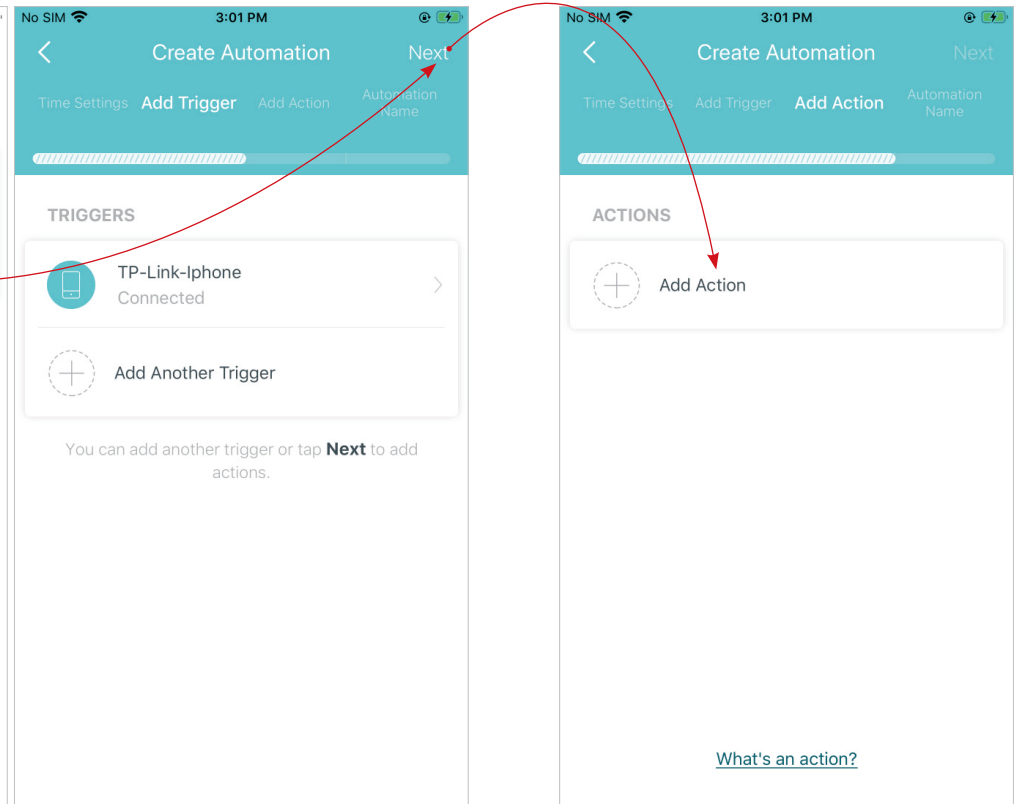 No SIM 3:01 PM
Create Automation Next
Time Settings Add Trigger Add Action Automation Name
TRIGGERS
TP-Link-Iphone
Connected
Add Another Trigger
You can add another trigger or tap Next to add
actions.
No SIM 3:01 PM
Create Automation Next
Time Settings Add Trigger Add Action Automation Name
ACTIONS
Add Action
What's an action?